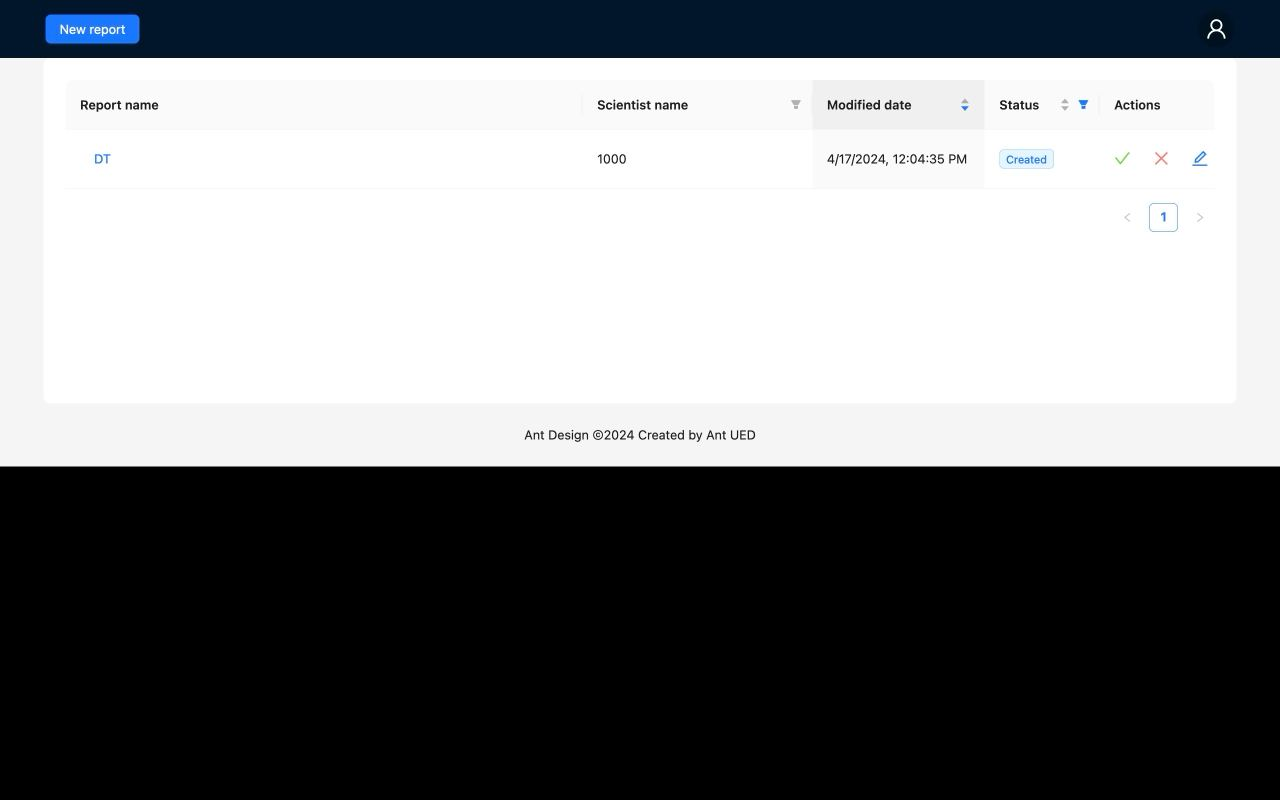 New report
Report name Scientist name Modified date Status Actions
DT 1000 4/17/2024, 12:04:35 PM Created
1
Ant Design ©2024 Created by Ant UED